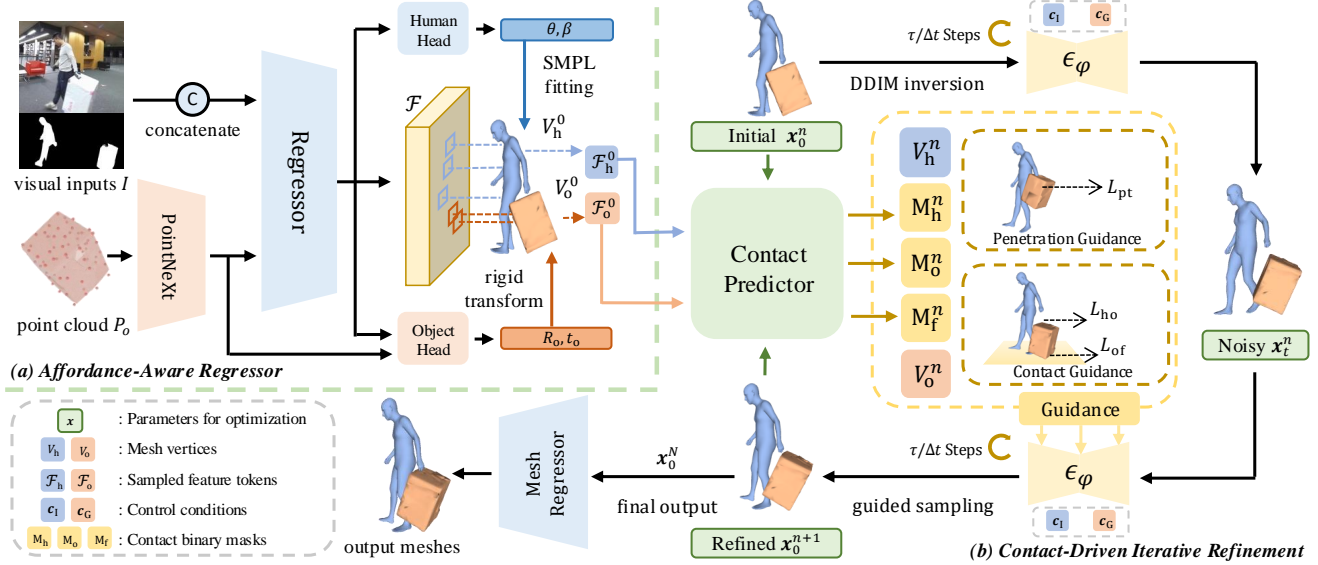 visual inputs I
concatenate
C
point cloud Pₒ
PointNeXt
Regressor
Human
Head
θ, β
SMPL
fitting
ℱ
V_h^0
V_o^0
ℱ_h^0
ℱ_o^0
rigid
transform
Object
Head
R_o, t_o
(a) Affordance-Aware Regressor
Initial x_0^n
DDIM inversion
τ/Δt Steps
c_I c_G
ϵ_φ
Contact
Predictor
V_h^n
M_h^n
M_o^n
M_f^n
V_o^n
L_pt
Penetration Guidance
L_ho
L_of
Contact Guidance
Guidance
Noisy x_t^n
ϵ_φ
c_I c_G
τ/Δt Steps
guided sampling
Refined x_0^{n+1}
x_0^N
final output
Mesh
Regressor
output meshes
(b) Contact-Driven Iterative Refinement
x : Parameters for optimization
V_h V_o : Mesh vertices
ℱ_h ℱ_o : Sampled feature tokens
c_I c_G : Control conditions
M_h M_o M_f : Contact binary masks